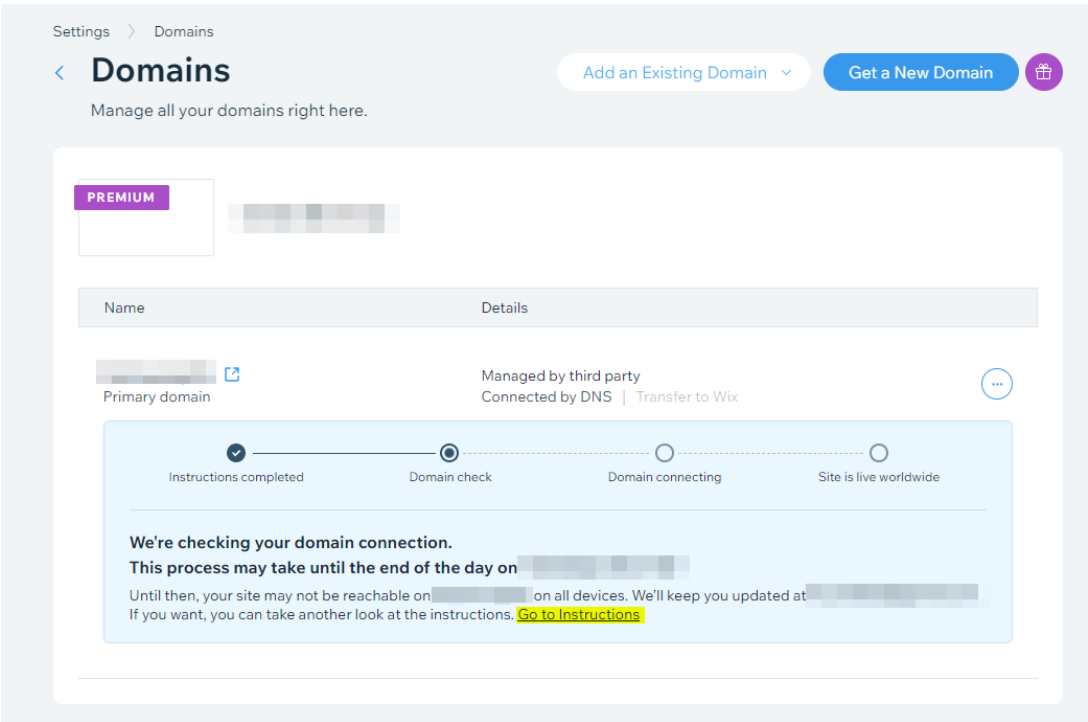 Settings > Domains
Domains
Add an Existing Domain
Get a New Domain
Manage all your domains right here.
PREMIUM
Name Details
Managed by third party
Primary domain
Connected by DNS | Transfer to Wix
Instructions completed
Domain check
Domain connecting
Site is live worldwide
We're checking your domain connection.
This process may take until the end of the day on
Until then, your site may not be reachable on on all devices. We'll keep you updated at
If you want, you can take another look at the instructions. Go to Instructions